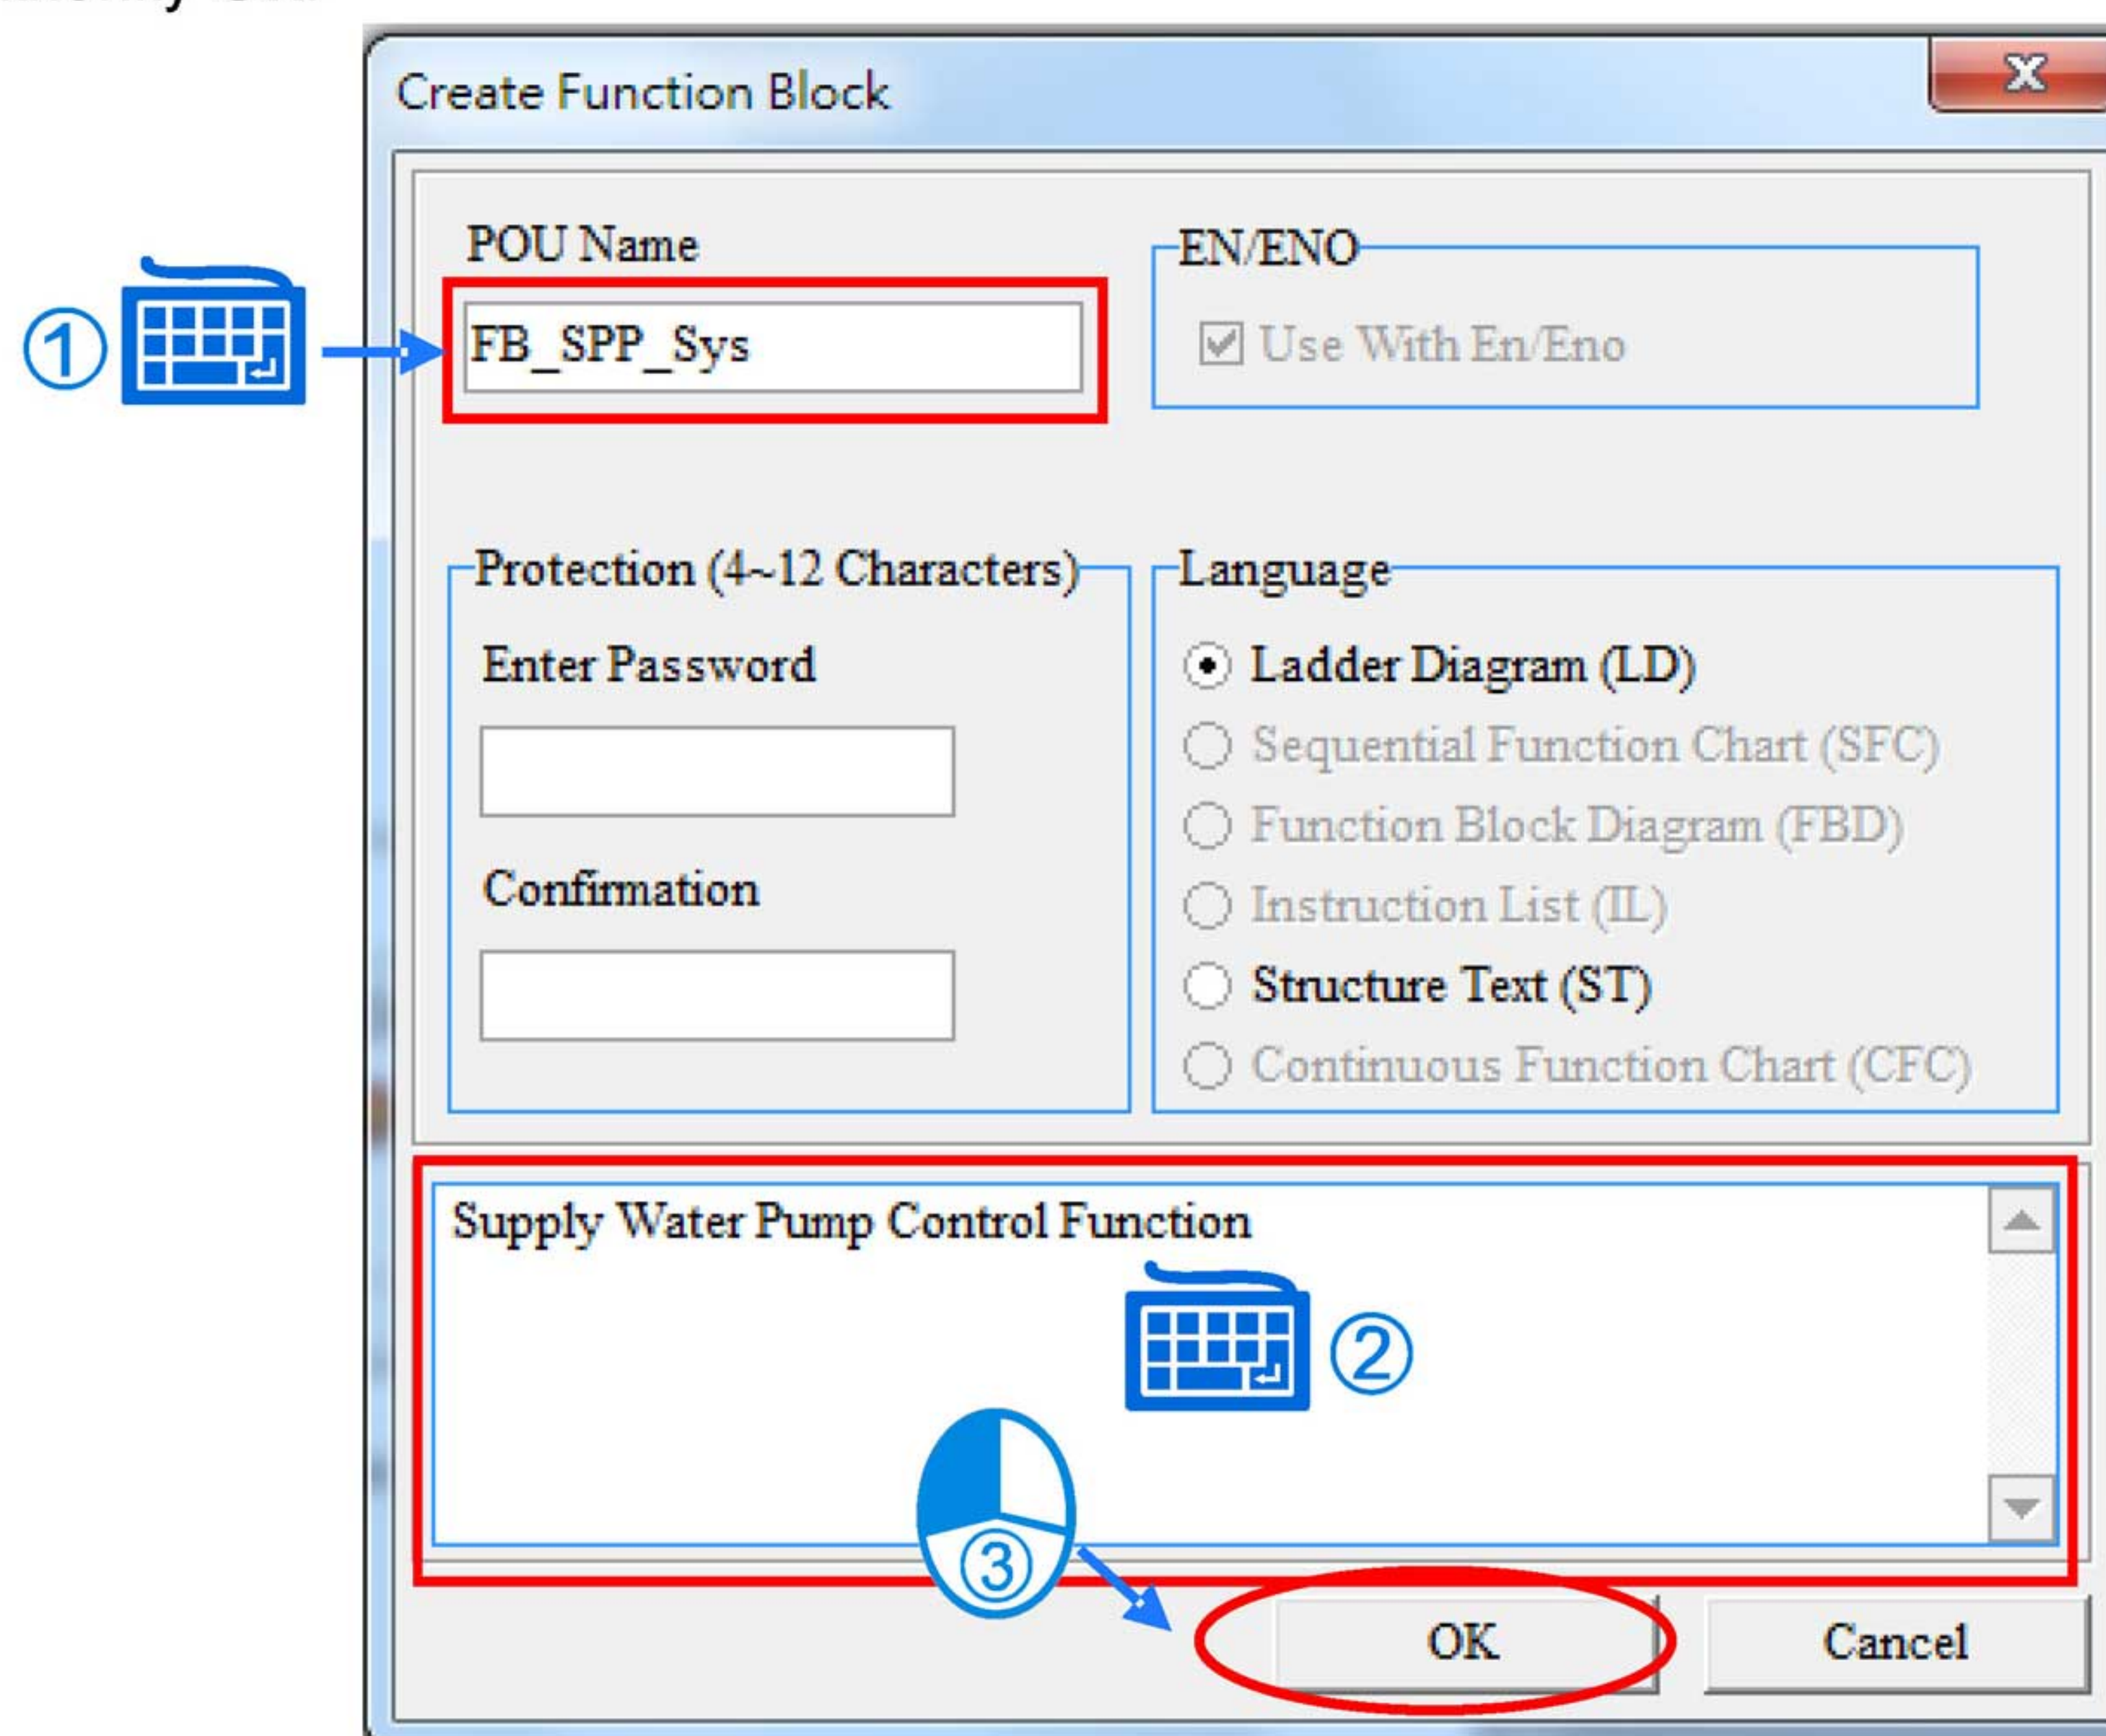 Create Function Block
POU Name
EN/ENO
① FB_SPP_Sys
Use With En/Eno
Protection (4~12 Characters)
Language
Enter Password
Ladder Diagram (LD)
Sequential Function Chart (SFC)
Function Block Diagram (FBD)
Confirmation
Instruction List (IL)
Structure Text (ST)
Continuous Function Chart (CFC)
Supply Water Pump Control Function
②
③
OK
Cancel